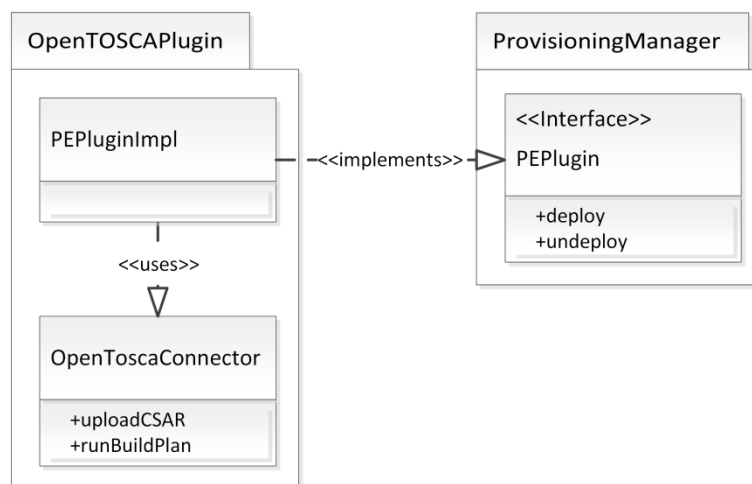 OpenTOSCAPlugin
PEPluginImpl
<<uses>>
OpenToscaConnector
+uploadCSAR
+runBuildPlan
<<implements>>
ProvisioningManager
<<Interface>>
PEPlugin
+deploy
+undeploy